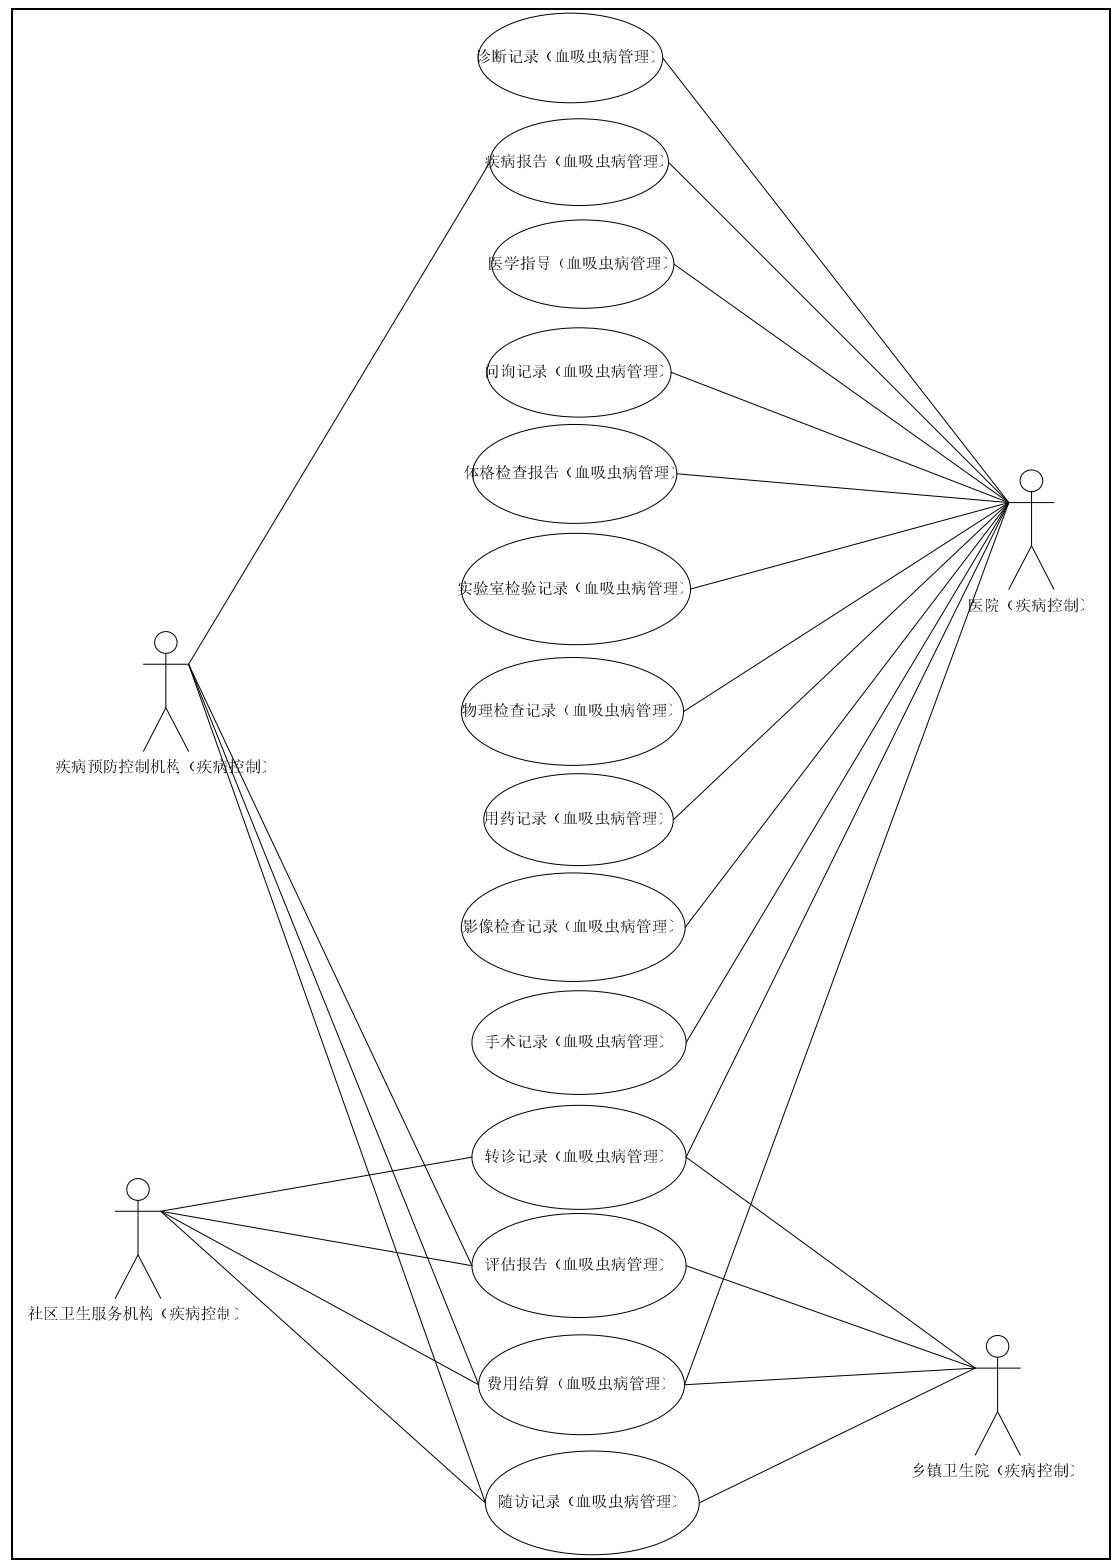 诊断记录（血吸虫病管理）
疾病报告（血吸虫病管理）
医学指导（血吸虫病管理）
问询记录（血吸虫病管理）
体格检查报告（血吸虫病管理）
实验室检验记录（血吸虫病管理）
医院（疾病控制）
物理检查记录（血吸虫病管理）
疾病预防控制机构（疾病控制）
用药记录（血吸虫病管理）
影像检查记录（血吸虫病管理）
手术记录（血吸虫病管理）
转诊记录（血吸虫病管理）
评估报告（血吸虫病管理）
社区卫生服务机构（疾病控制）
费用结算（血吸虫病管理）
乡镇卫生院（疾病控制）
随访记录（血吸虫病管理）